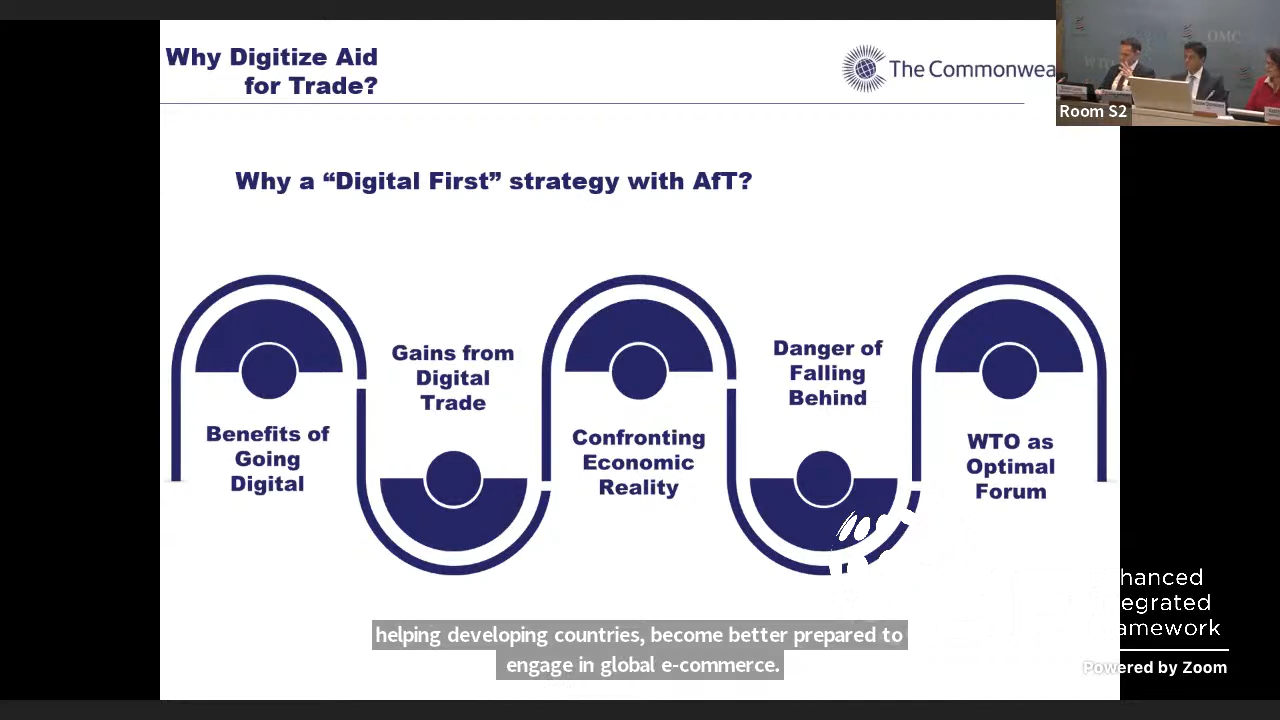 Why Digitize Aid
for Trade?
The Commonwea
OMC
Room S2
Why a “Digital First” strategy with AfT?
Benefits of
Going
Digital
Gains from
Digital
Trade
Confronting
Economic
Reality
Danger of
Falling
Behind
WTO as
Optimal
Forum
hanced
egrated
amework
Powered by Zoom
helping developing countries, become better prepared to
engage in global e-commerce.